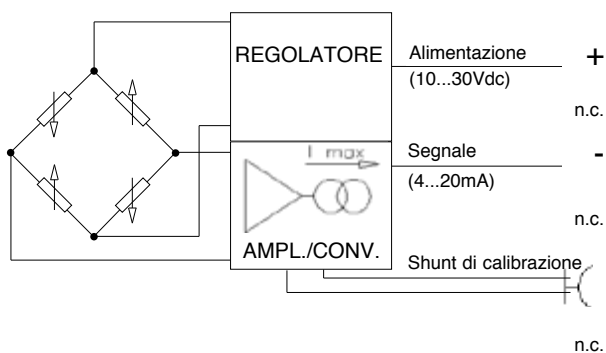 REGOLATORE
Alimentazione +
(10...30Vdc)
n.c.
I max
Segnale -
(4...20mA)
n.c.
AMPL./CONV.
Shunt di calibrazione
n.c.